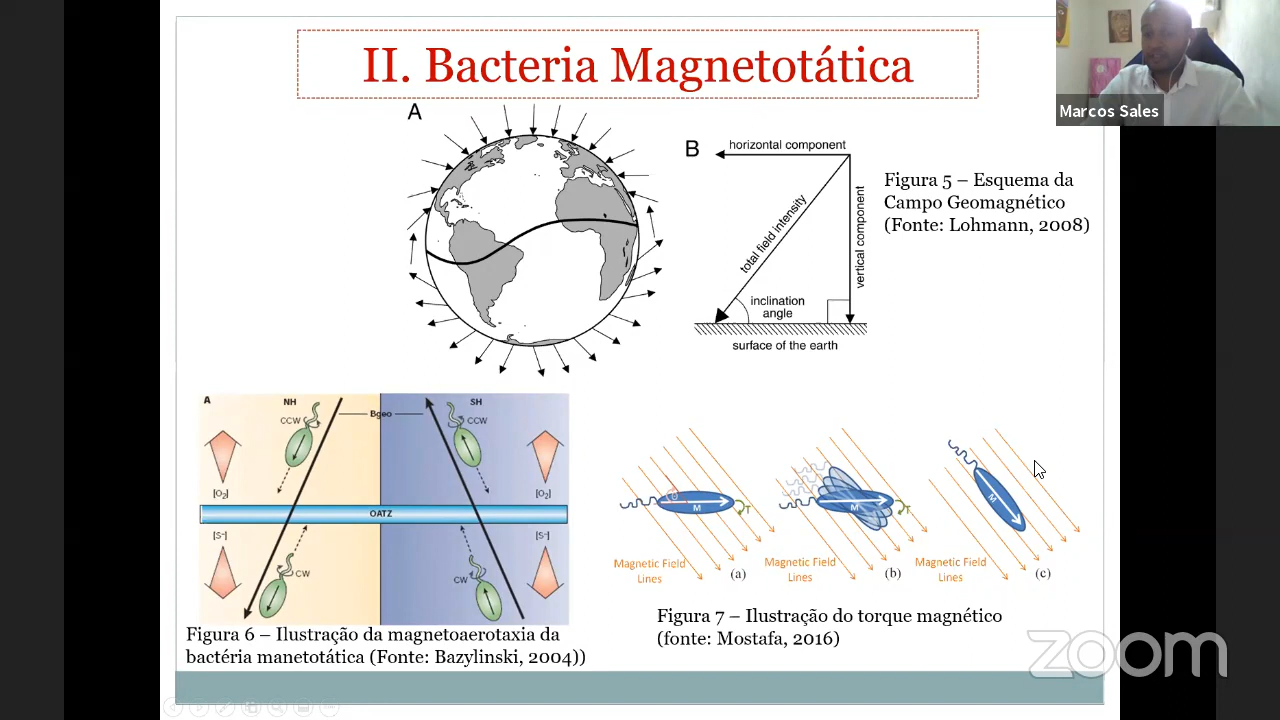 II. Bacteria Magnetotática
Marcos Sales
A
B
horizontal component
total field intensity
vertical component
inclination
angle
surface of the earth
Figura 5 – Esquema da
Campo Geomagnético
(Fonte: Lohmann, 2008)
A
NH
SH
CCW
Bgeo
CCW
[O2]
[O2]
OATZ
[S–]
[S–]
CW
CW
Figura 6 – Ilustração da magnetoaerotaxia da
bactéria manetotática (Fonte: Bazylinski, 2004))
M
T
M
T
M
Magnetic Field
Lines
(a)
Magnetic Field
Lines
(b)
Magnetic Field
Lines
(c)
Figura 7 – Ilustração do torque magnético
(fonte: Mostafa, 2016)
zoom